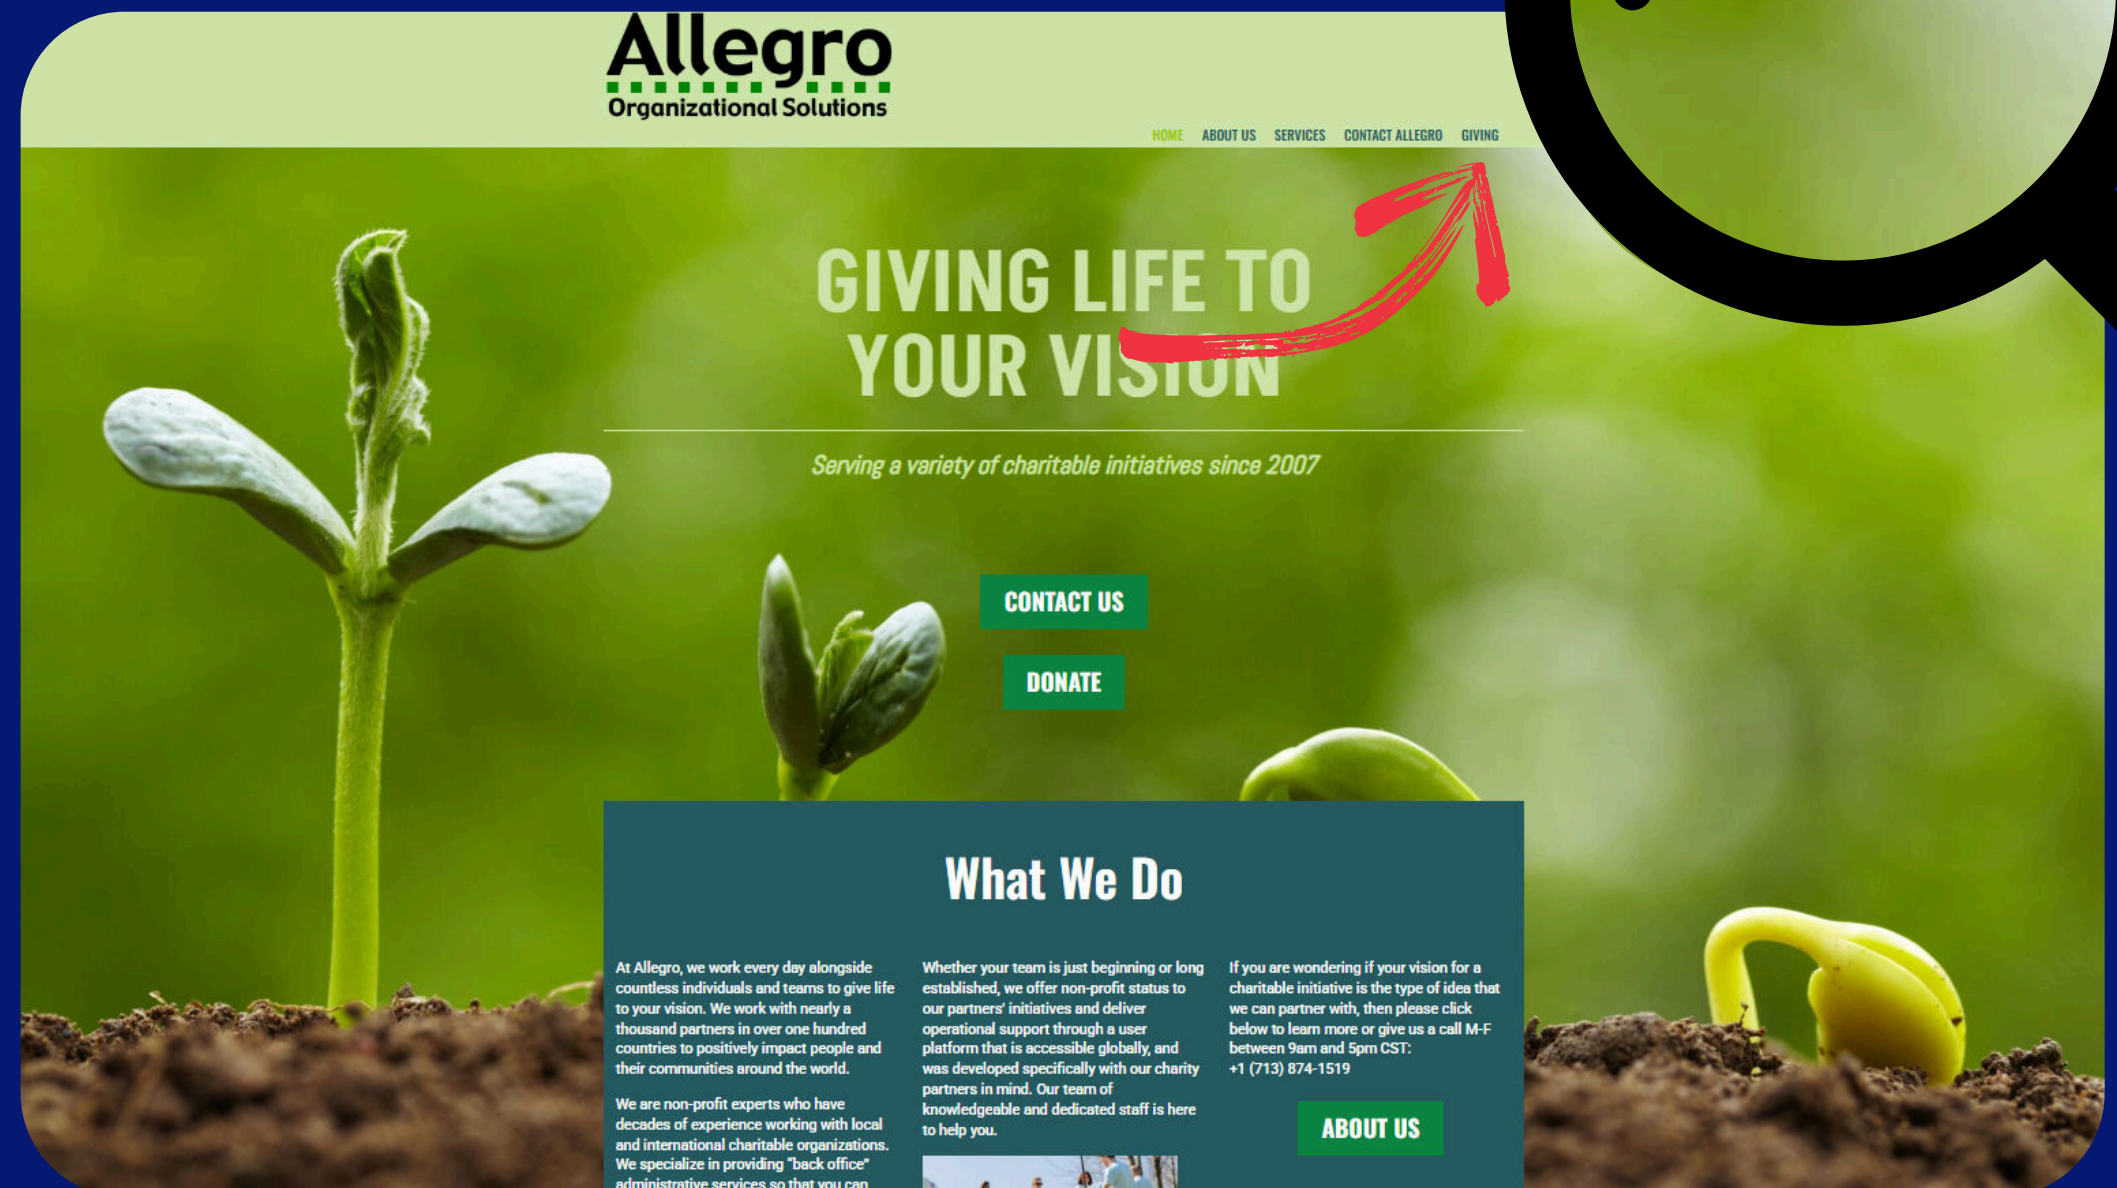 Allegro
Organizational Solutions
HOME ABOUT US SERVICES CONTACT ALLEGRO GIVING
GIVING LIFE TO
YOUR VISION
Serving a variety of charitable initiatives since 2007
CONTACT US
DONATE
What We Do
At Allegro, we work every day alongside
countless individuals and teams to give life
to your vision. We work with nearly a
thousand partners in over one hundred
countries to positively impact people and
their communities around the world.
We are non-profit experts who have
decades of experience working with local
and international charitable organizations.
We specialize in providing "back office"
administrative services so that you can
Whether your team is just beginning or long
established, we offer non-profit status to
our partners' initiatives and deliver
operational support through a user
platform that is accessible globally, and
was developed specifically with our charity
partners in mind. Our team of
knowledgeable and dedicated staff is here
to help you.
If you are wondering if your vision for a
charitable initiative is the type of idea that
we can partner with, then please click
below to learn more or give us a call M-F
between 9am and 5pm CST:
+1 (713) 874-1519
ABOUT US